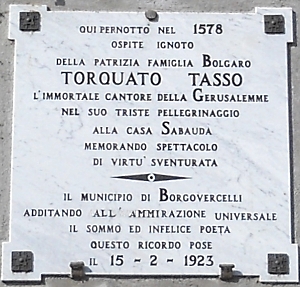 QUI PERNOTTÒ NEL 1578
OSPITE IGNOTO
DELLA PATRIZIA FAMIGLIA BOLGARO
TORQUATO TASSO
L'IMMORTALE CANTORE DELLA GERUSALEMME
NEL SUO TRISTE PELLEGRINAGGIO
ALLA CASA SABAUDA
MEMORANDO SPETTACOLO
DI VIRTU' SVENTURATA
IL MUNICIPIO DI BORGOVERCELLI
ADDITANDO ALL' AMMIRAZIONE UNIVERSALE
IL SOMMO ED INFELICE POETA
QUESTO RICORDO POSE
IL 15 - 2 - 1923